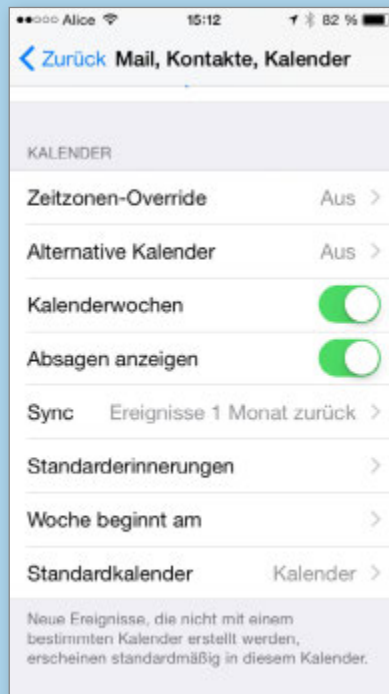 Alice 15:12 82 %
Zurück Mail, Kontakte, Kalender
KALENDER
Zeitzonen-Override Aus
Alternative Kalender Aus
Kalenderwochen
Absagen anzeigen
Sync Ereignisse 1 Monat zurück
Standarderinnerungen
Woche beginnt am
Standardkalender Kalender
Neue Ereignisse, die nicht mit einem
bestimmten Kalender erstellt werden,
erscheinen standardmäßig in diesem Kalender.